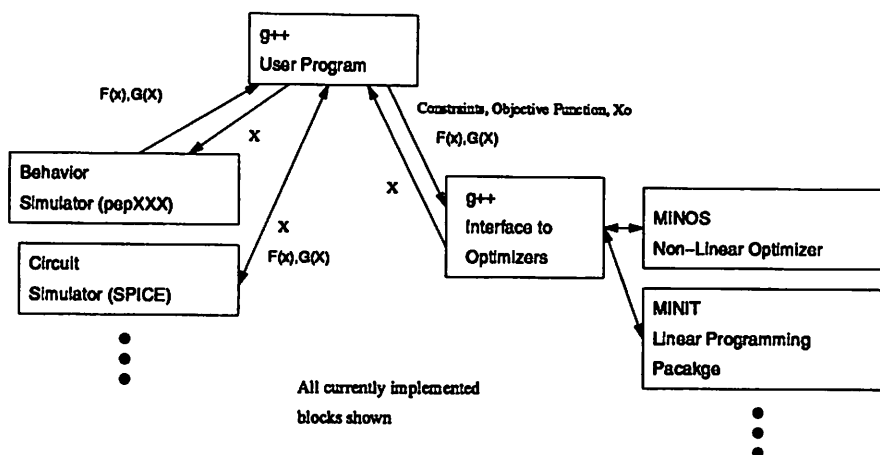 g++
User Program
F(x),G(X)
X
Constraints, Objective Function, Xo
F(x),G(X)
X
Behavior
Simulator (pepXXX)
X
F(x),G(X)
Circuit
Simulator (SPICE)
g++
Interface to
Optimizers
MINOS
Non-Linear Optimizer
MINIT
Linear Programming
Pacakge
All currently implemented
blocks shown